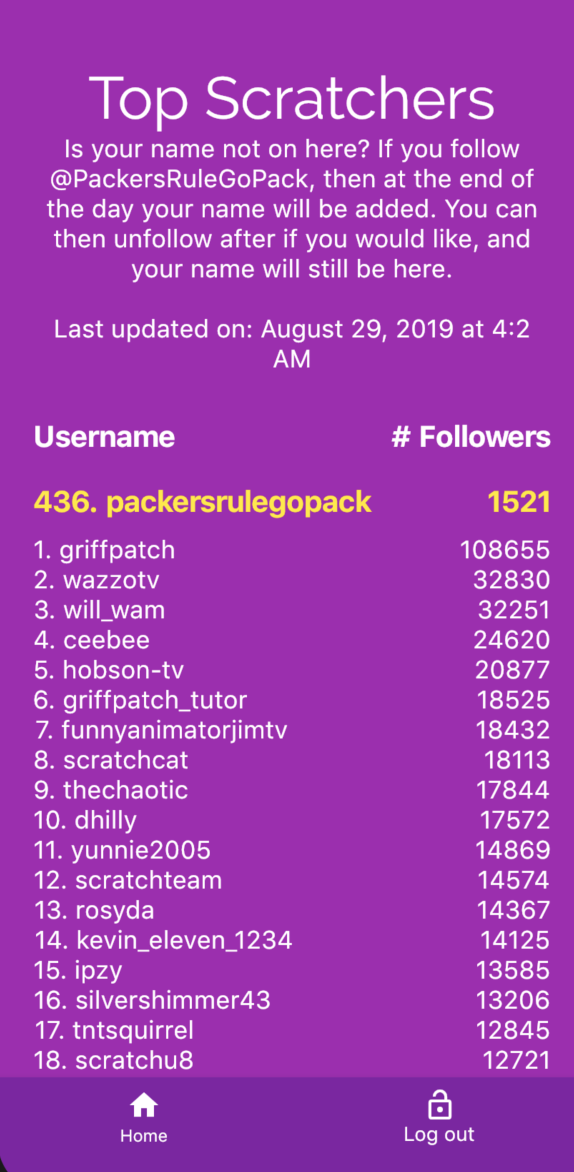 Top Scratchers
Is your name not on here? If you follow
@PackersRuleGoPack, then at the end of
the day your name will be added. You can
then unfollow after if you would like, and
your name will still be here.
Last updated on: August 29, 2019 at 4:2
AM
Username # Followers
436. packersrulegopack 1521
1. griffpatch 108655
2. wazzotv 32830
3. will_wam 32251
4. ceebee 24620
5. hobson-tv 20877
6. griffpatch_tutor 18525
7. funnyanimatorjimtv 18432
8. scratchcat 18113
9. thechaotic 17844
10. dhilly 17572
11. yunnie2005 14869
12. scratchteam 14574
13. rosyda 14367
14. kevin_eleven_1234 14125
15. ipzy 13585
16. silvershimmer43 13206
17. tntsquirrel 12845
18. scratchu8 12721
Home Log out